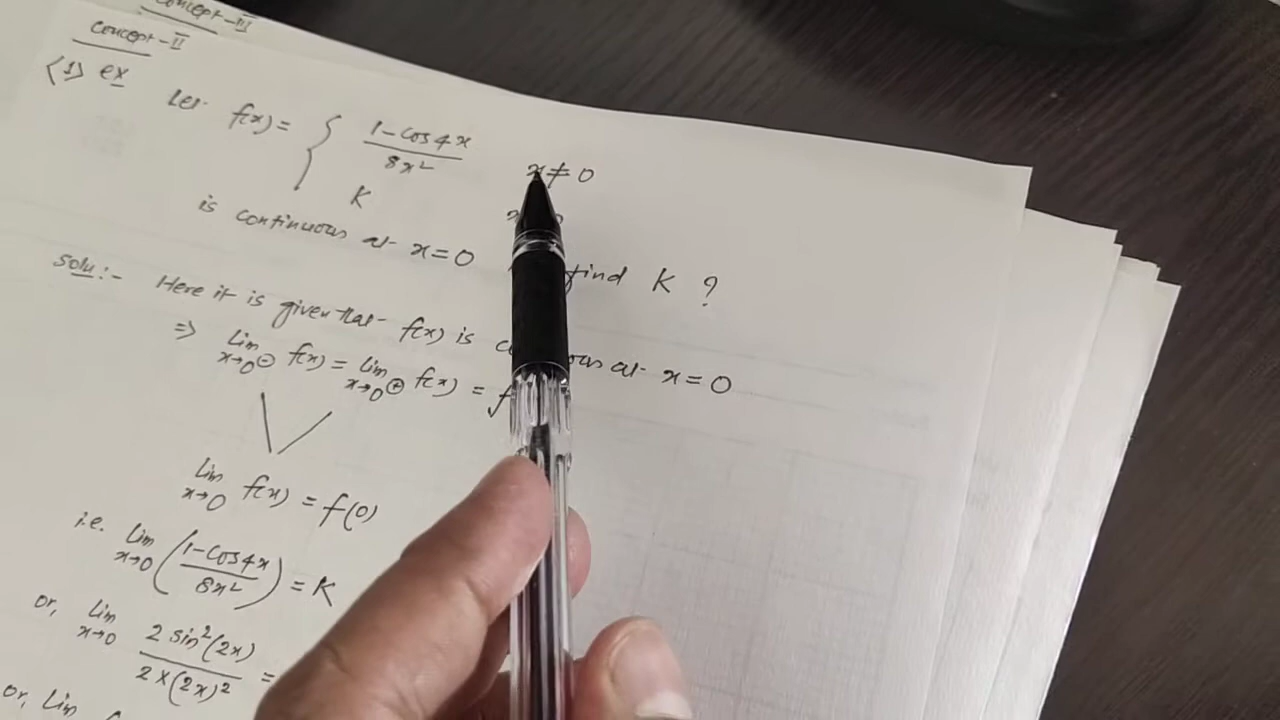 Concept-III
Concept-II
(1) ex
Let f(x) = { (1-Cos4x)/(8x²) x≠0
K
is continuous at x=0 find K ?
Solu:- Here it is given that f(x) is at x=0
⇒ Lim x→0⊖ f(x) = Lim x→0⊕ f(x) = f
Lim x→0 f(x) = f(0)
i.e. Lim x→0 ((1-Cos4x)/(8x²)) = K
or, Lim x→0 (2 sin²(2x))/(2×(2x)²) =
or, Lim